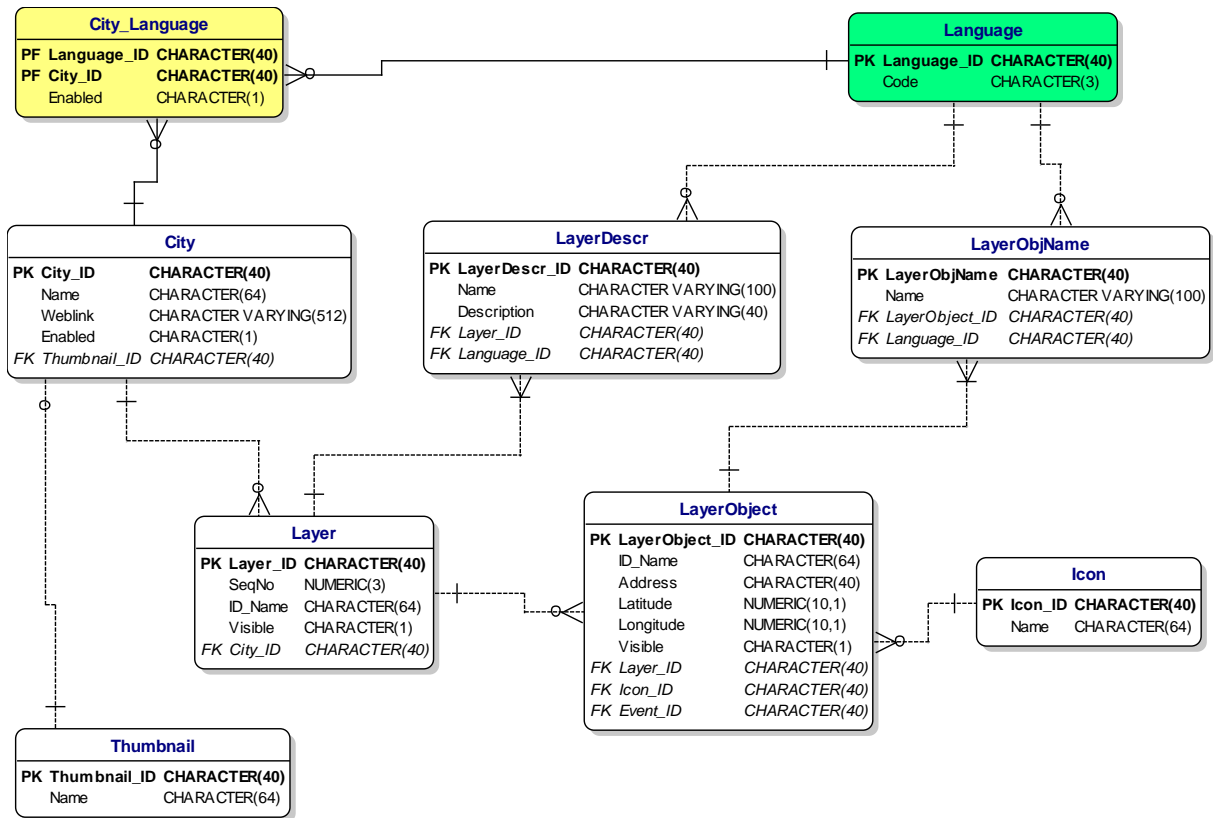 City_Language
PF Language_ID CHARACTER(40)
PF City_ID CHARACTER(40)
Enabled CHARACTER(1)
Language
PK Language_ID CHARACTER(40)
Code CHARACTER(3)
City
PK City_ID CHARACTER(40)
Name CHARACTER(64)
Weblink CHARACTER VARYING(512)
Enabled CHARACTER(1)
FK Thumbnail_ID CHARACTER(40)
LayerDescr
PK LayerDescr_ID CHARACTER(40)
Name CHARACTER VARYING(100)
Description CHARACTER VARYING(40)
FK Layer_ID CHARACTER(40)
FK Language_ID CHARACTER(40)
LayerObjName
PK LayerObjName CHARACTER(40)
Name CHARACTER VARYING(100)
FK LayerObject_ID CHARACTER(40)
FK Language_ID CHARACTER(40)
Layer
PK Layer_ID CHARACTER(40)
SeqNo NUMERIC(3)
ID_Name CHARACTER(64)
Visible CHARACTER(1)
FK City_ID CHARACTER(40)
LayerObject
PK LayerObject_ID CHARACTER(40)
ID_Name CHARACTER(64)
Address CHARACTER(40)
Latitude NUMERIC(10,1)
Longitude NUMERIC(10,1)
Visible CHARACTER(1)
FK Layer_ID CHARACTER(40)
FK Icon_ID CHARACTER(40)
FK Event_ID CHARACTER(40)
Icon
PK Icon_ID CHARACTER(40)
Name CHARACTER(64)
Thumbnail
PK Thumbnail_ID CHARACTER(40)
Name CHARACTER(64)